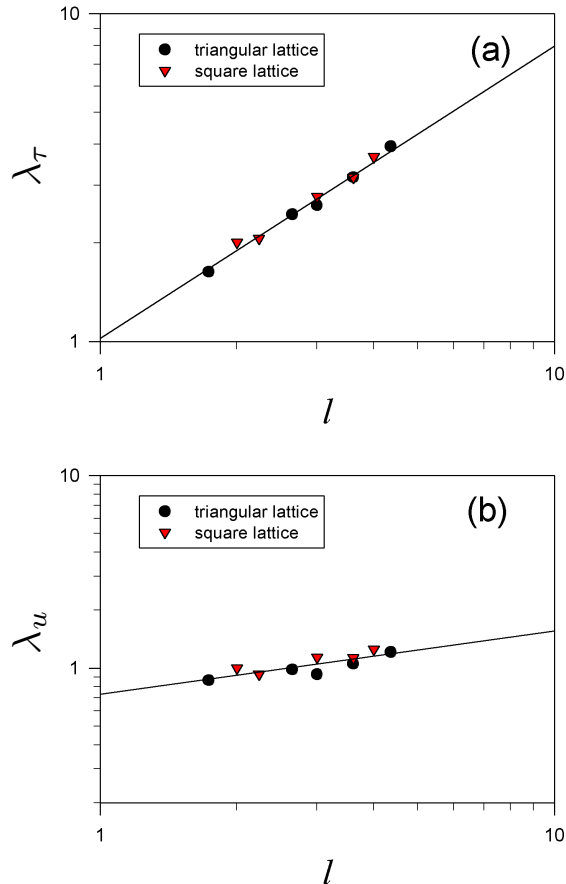 10
(a)
triangular lattice
square lattice
λτ
1
1
10
l
10
(b)
triangular lattice
square lattice
λu
1
1
10
l